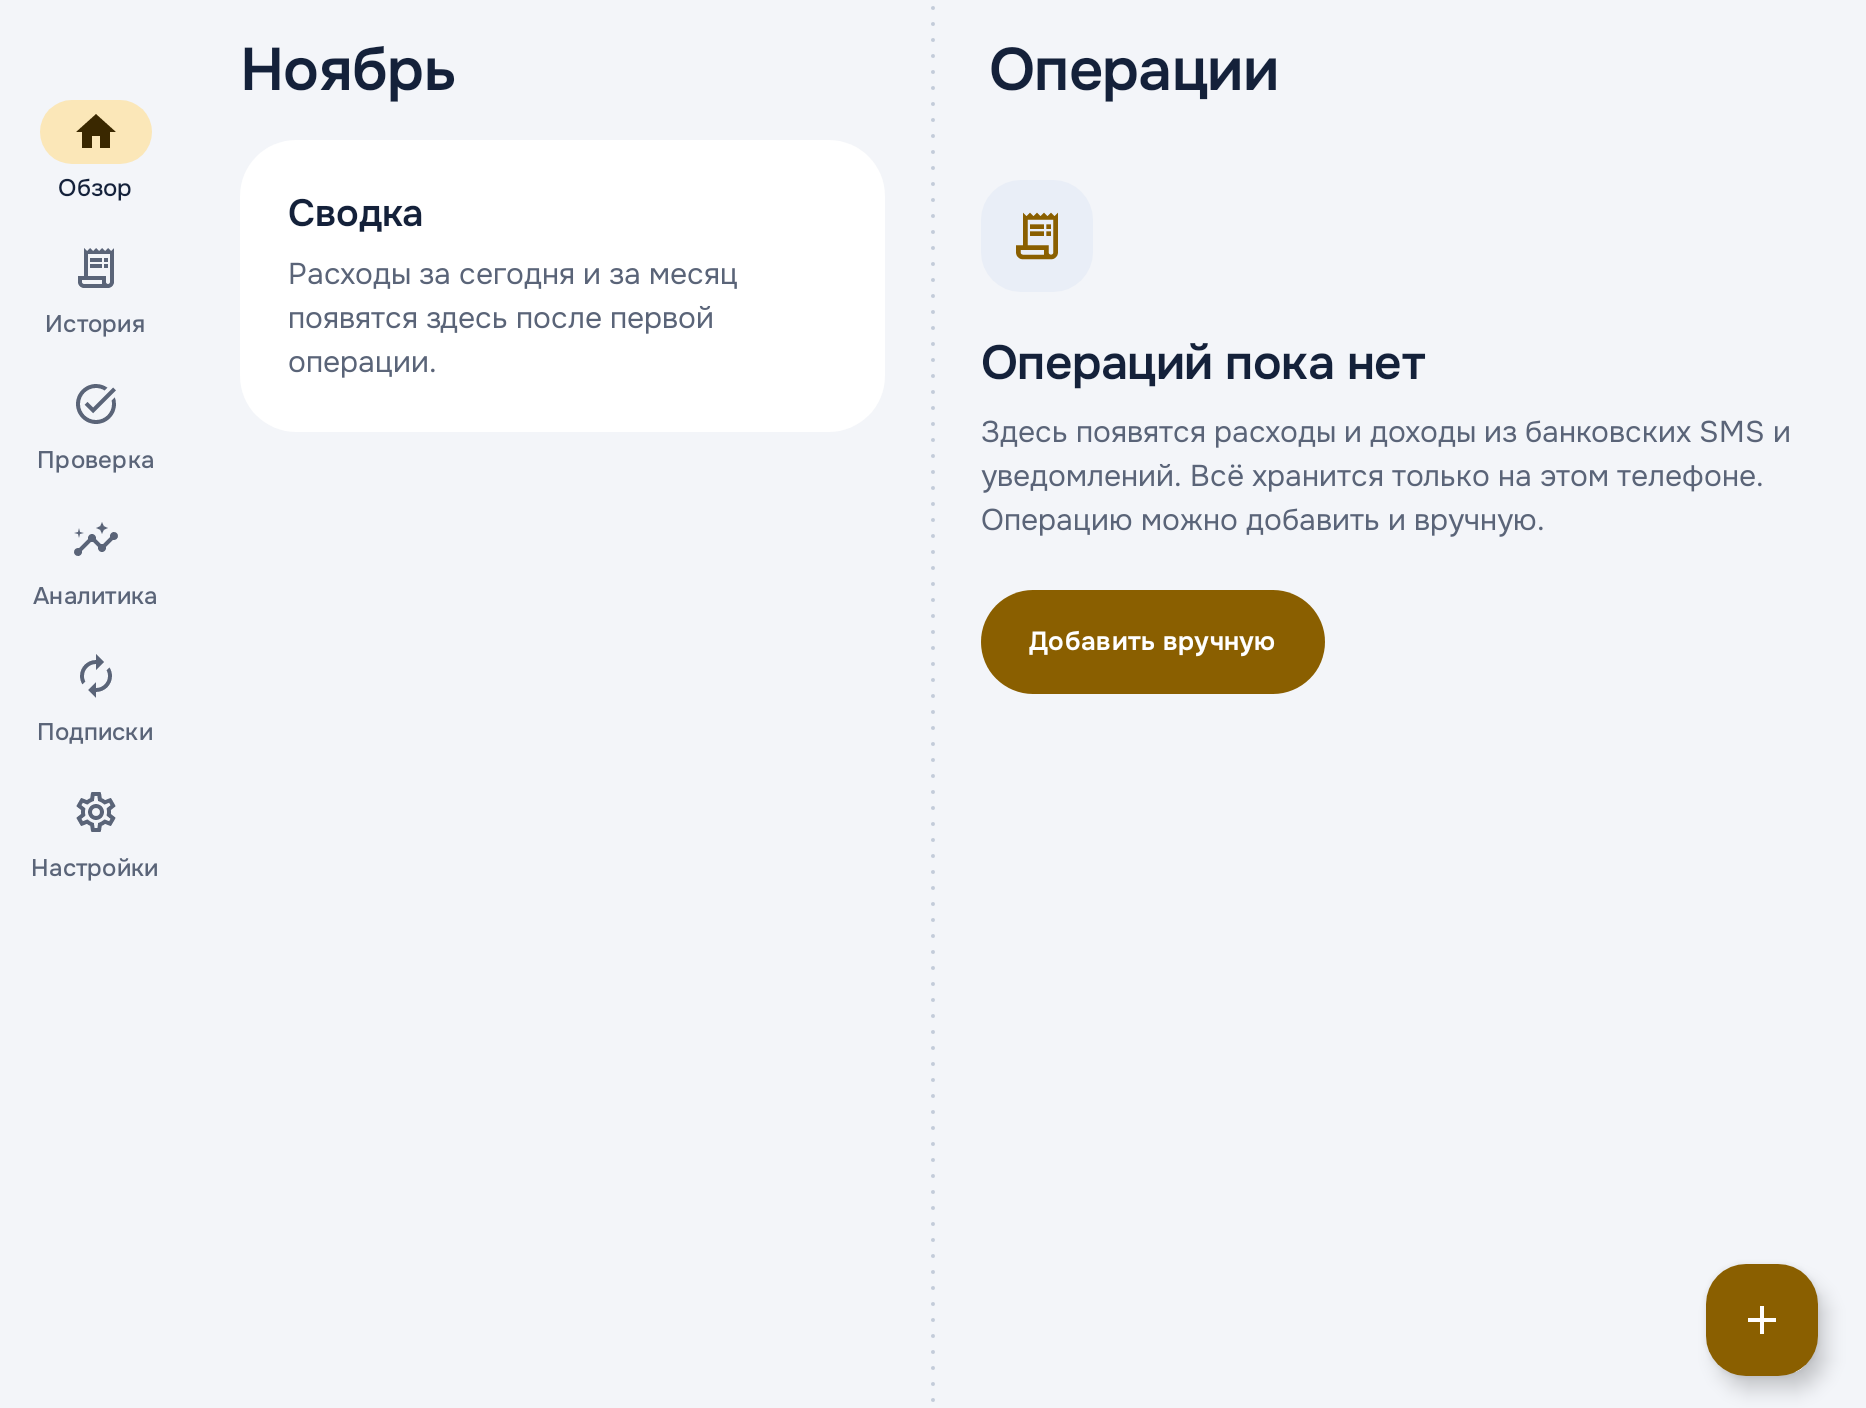 Обзор
История
Проверка
Аналитика
Подписки
Настройки
Ноябрь
Сводка
Расходы за сегодня и за месяц
появятся здесь после первой
операции.
Операции
Операций пока нет
Здесь появятся расходы и доходы из банковских SMS и
уведомлений. Всё хранится только на этом телефоне.
Операцию можно добавить и вручную.
Добавить вручную